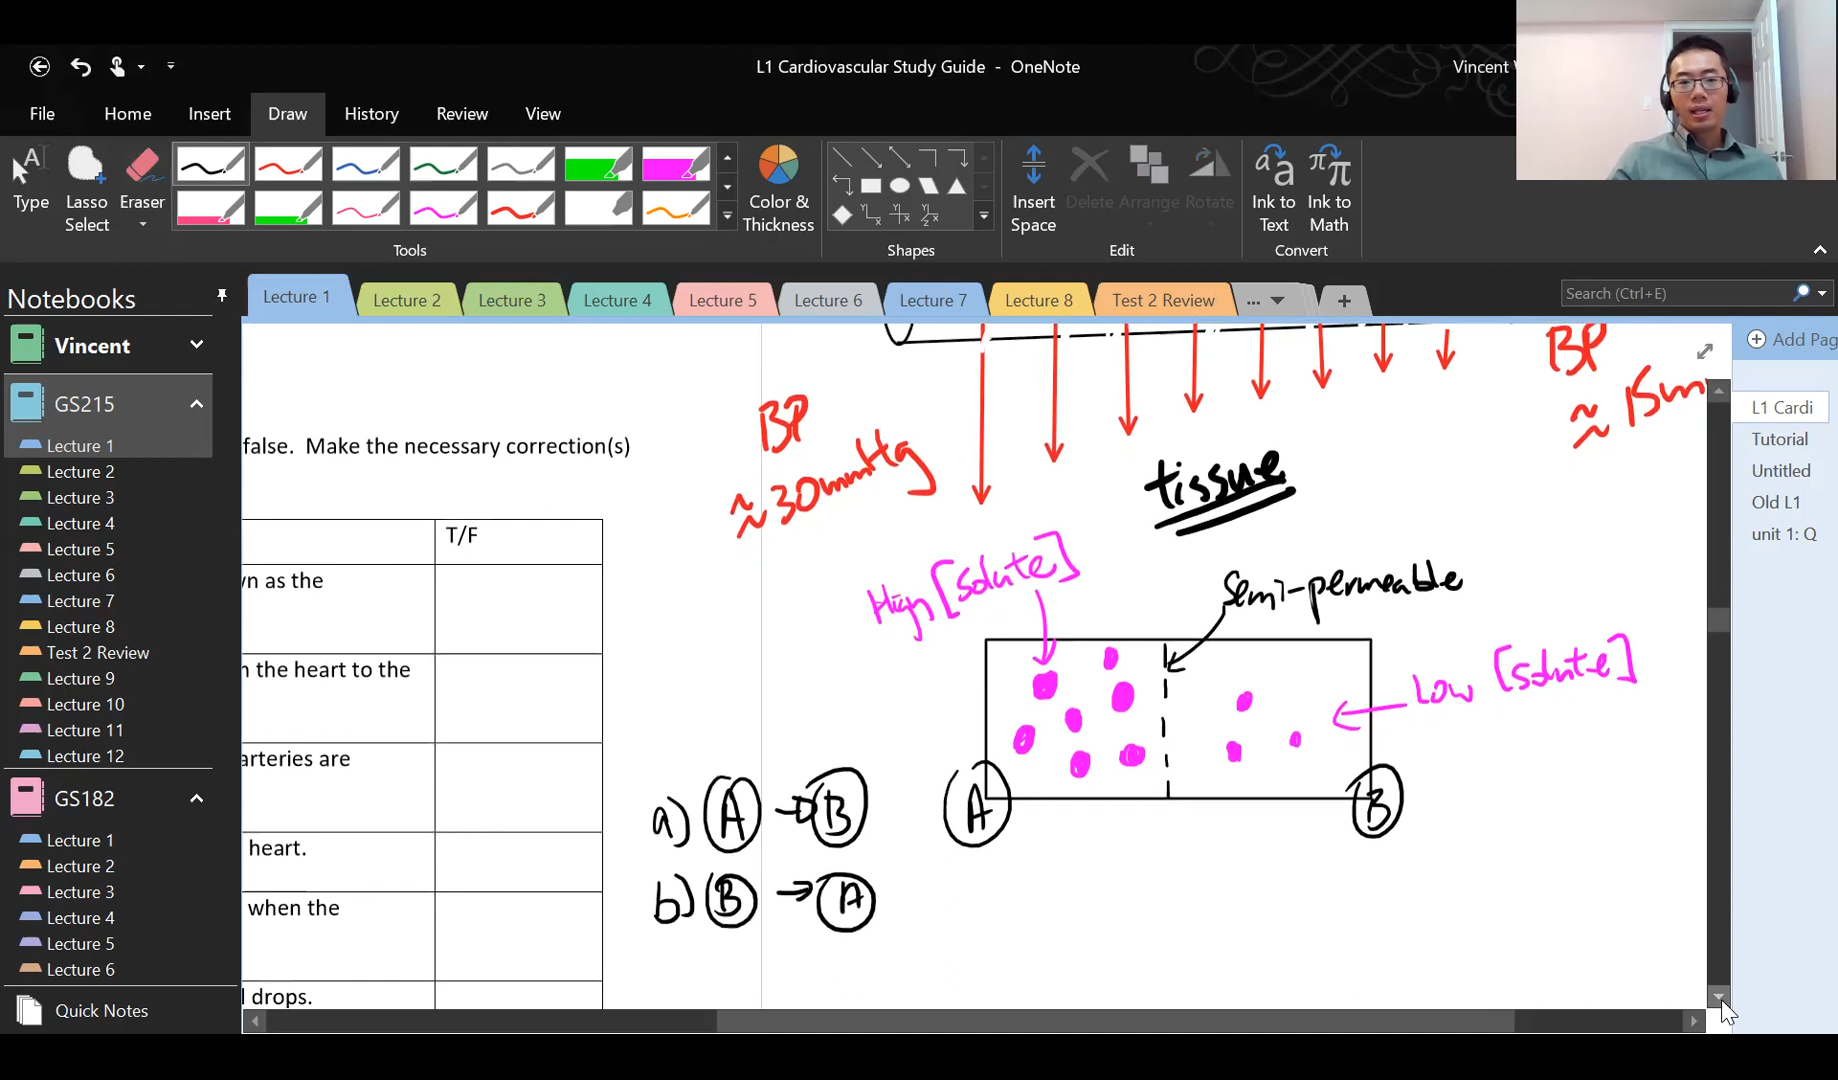 L1 Cardiovascular Study Guide - OneNote
Vincent
File
Home
Insert
Draw
History
Review
View
Type
Lasso
Select
Eraser
Color &
Thickness
Insert
Space
Delete
Arrange
Rotate
Ink to
Text
Ink to
Math
Tools
Shapes
Edit
Convert
Notebooks
Lecture 1
Lecture 2
Lecture 3
Lecture 4
Lecture 5
Lecture 6
Lecture 7
Lecture 8
Test 2 Review
...
Search (Ctrl+E)
Vincent
GS215
Lecture 1
Lecture 2
Lecture 3
Lecture 4
Lecture 5
Lecture 6
Lecture 7
Lecture 8
Test 2 Review
Lecture 9
Lecture 10
Lecture 11
Lecture 12
GS182
Lecture 1
Lecture 2
Lecture 3
Lecture 4
Lecture 5
Lecture 6
Quick Notes
false. Make the necessary correction(s)
T/F
vn as the
n the heart to the
arteries are
heart.
when the
drops.
BP
≈30mmHg
BP
≈ 15m
tissue
High [solute]
Semi-permeable
Low [solute]
A
B
a) A → B
b) B → A
Add Pag
L1 Cardi
Tutorial
Untitled
Old L1
unit 1: Q